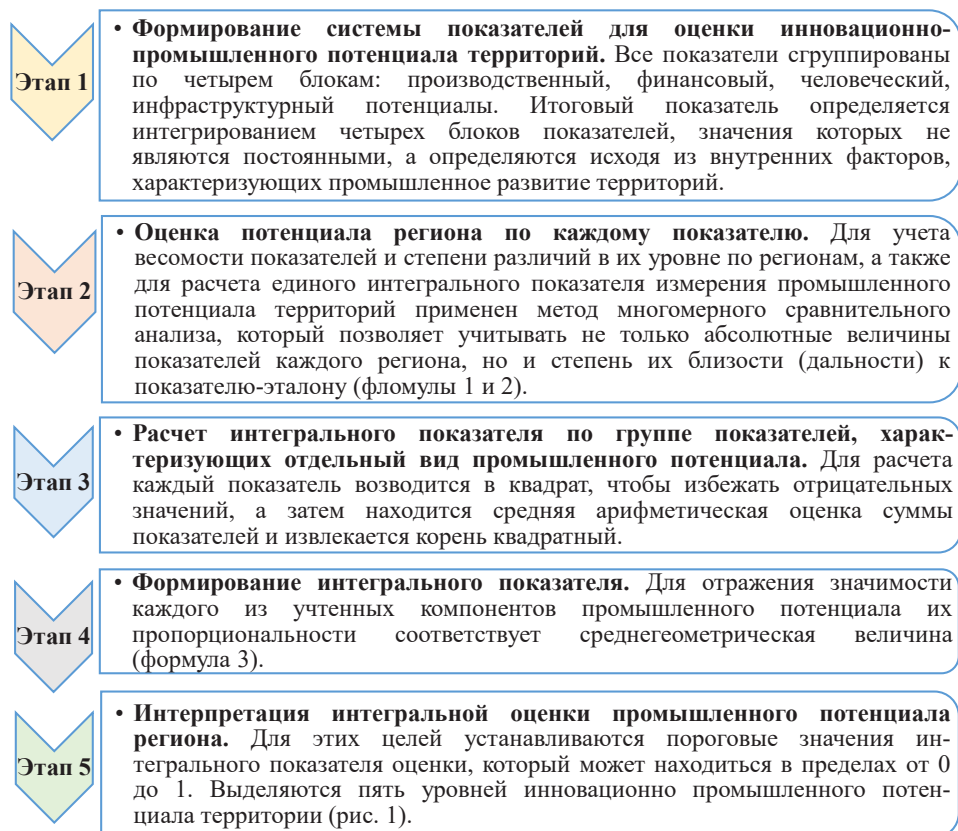 Этап 1
• Формирование системы показателей для оценки инновационно-
промышленного потенциала территорий. Все показатели сгруппированы
по четырем блокам: производственный, финансовый, человеческий,
инфраструктурный потенциалы. Итоговый показатель определяется
интегрированием четырех блоков показателей, значения которых не
являются постоянными, а определяются исходя из внутренних факторов,
характеризующих промышленное развитие территорий.
Этап 2
• Оценка потенциала региона по каждому показателю. Для учета
весомости показателей и степени различий в их уровне по регионам, а также
для расчета единого интегрального показателя измерения промышленного
потенциала территорий применен метод многомерного сравнительного
анализа, который позволяет учитывать не только абсолютные величины
показателей каждого региона, но и степень их близости (дальности) к
показателю-эталону (фломулы 1 и 2).
Этап 3
• Расчет интегрального показателя по группе показателей, харак-
теризующих отдельный вид промышленного потенциала. Для расчета
каждый показатель возводится в квадрат, чтобы избежать отрицательных
значений, а затем находится средняя арифметическая оценка суммы
показателей и извлекается корень квадратный.
Этап 4
• Формирование интегрального показателя. Для отражения значимости
каждого из учтенных компонентов промышленного потенциала их
пропорциональности соответствует среднегеометрическая величина
(формула 3).
Этап 5
• Интерпретация интегральной оценки промышленного потенциала
региона. Для этих целей устанавливаются пороговые значения ин-
тегрального показателя оценки, который может находиться в пределах от 0
до 1. Выделяются пять уровней инновационно промышленного потен-
циала территории (рис. 1).